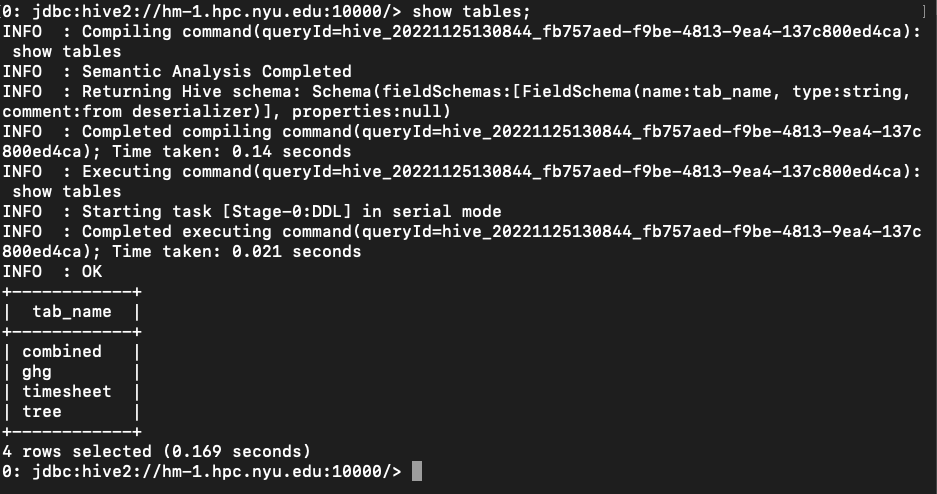 0: jdbc:hive2://hm-1.hpc.nyu.edu:10000/> show tables;
INFO  : Compiling command(queryId=hive_20221125130844_fb757aed-f9be-4813-9ea4-137c800ed4ca):
 show tables
INFO  : Semantic Analysis Completed
INFO  : Returning Hive schema: Schema(fieldSchemas:[FieldSchema(name:tab_name, type:string,
comment:from deserializer)], properties:null)
INFO  : Completed compiling command(queryId=hive_20221125130844_fb757aed-f9be-4813-9ea4-137c
800ed4ca); Time taken: 0.14 seconds
INFO  : Executing command(queryId=hive_20221125130844_fb757aed-f9be-4813-9ea4-137c800ed4ca):
 show tables
INFO  : Starting task [Stage-0:DDL] in serial mode
INFO  : Completed executing command(queryId=hive_20221125130844_fb757aed-f9be-4813-9ea4-137c
800ed4ca); Time taken: 0.021 seconds
INFO  : OK
+------------+
|  tab_name  |
+------------+
| combined   |
| ghg        |
| timesheet  |
| tree       |
+------------+
4 rows selected (0.169 seconds)
0: jdbc:hive2://hm-1.hpc.nyu.edu:10000/>